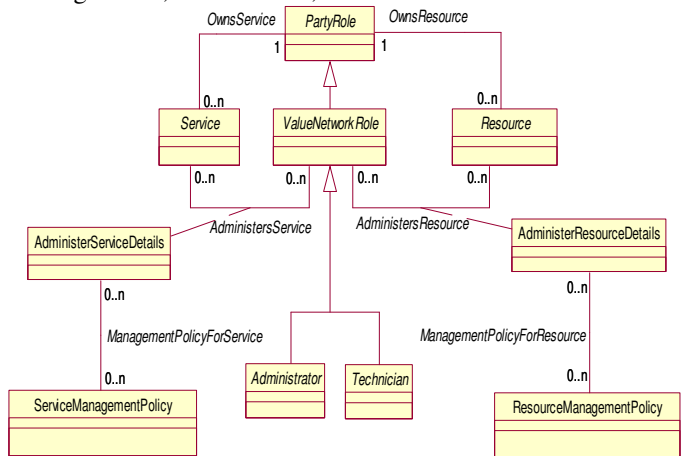 OwnsService
PartyRole
OwnsResource
1
1
0..n
0..n
Service
ValueNetworkRole
Resource
0..n
0..n
0..n
0..n
AdministersService
AdministersResource
AdministerServiceDetails
AdministerResourceDetails
0..n
0..n
ManagementPolicyForService
ManagementPolicyForResource
0..n
0..n
Administrator
Technician
ServiceManagementPolicy
ResourceManagementPolicy